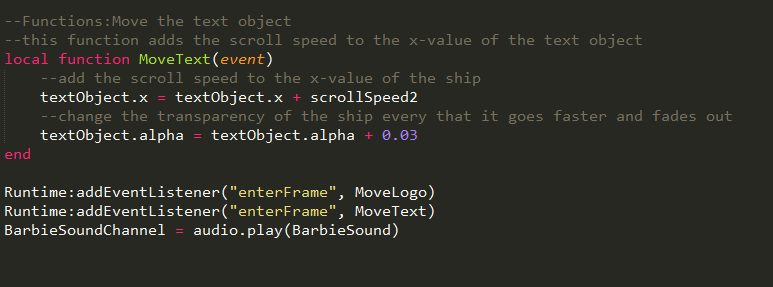 --Functions:Move the text object
--this function adds the scroll speed to the x-value of the text object
local function MoveText(event)
    --add the scroll speed to the x-value of the ship
    textObject.x = textObject.x + scrollSpeed2
    --change the transparency of the ship every that it goes faster and fades out
    textObject.alpha = textObject.alpha + 0.03
end
Runtime:addEventListener("enterFrame", MoveLogo)
Runtime:addEventListener("enterFrame", MoveText)
BarbieSoundChannel = audio.play(BarbieSound)